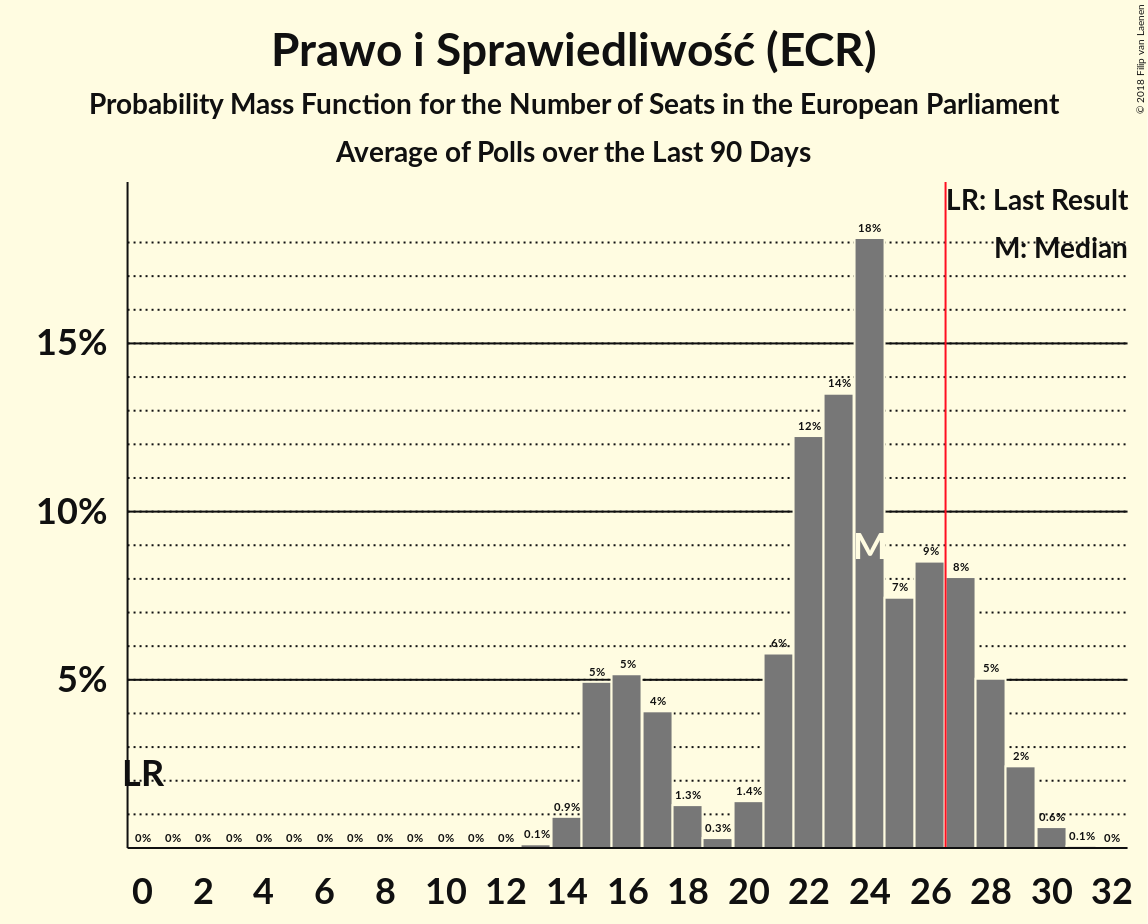 Prawo i Sprawiedliwość (ECR)
Probability Mass Function for the Number of Seats in the European Parliament
Average of Polls over the Last 90 Days
© 2018 Filip van Laenen
LR: Last Result
M: Median
18%
15%
14%
12%
10%
M
9%
8%
7%
6%
5%
5%
5%
5%
4%
LR
2%
1.3%
1.4%
0.9%
0.6%
0.3%
0% 0% 0% 0% 0% 0% 0% 0% 0% 0% 0% 0% 0% 0.1% 0.1% 0%
0 2 4 6 8 10 12 14 16 18 20 22 24 26 28 30 32